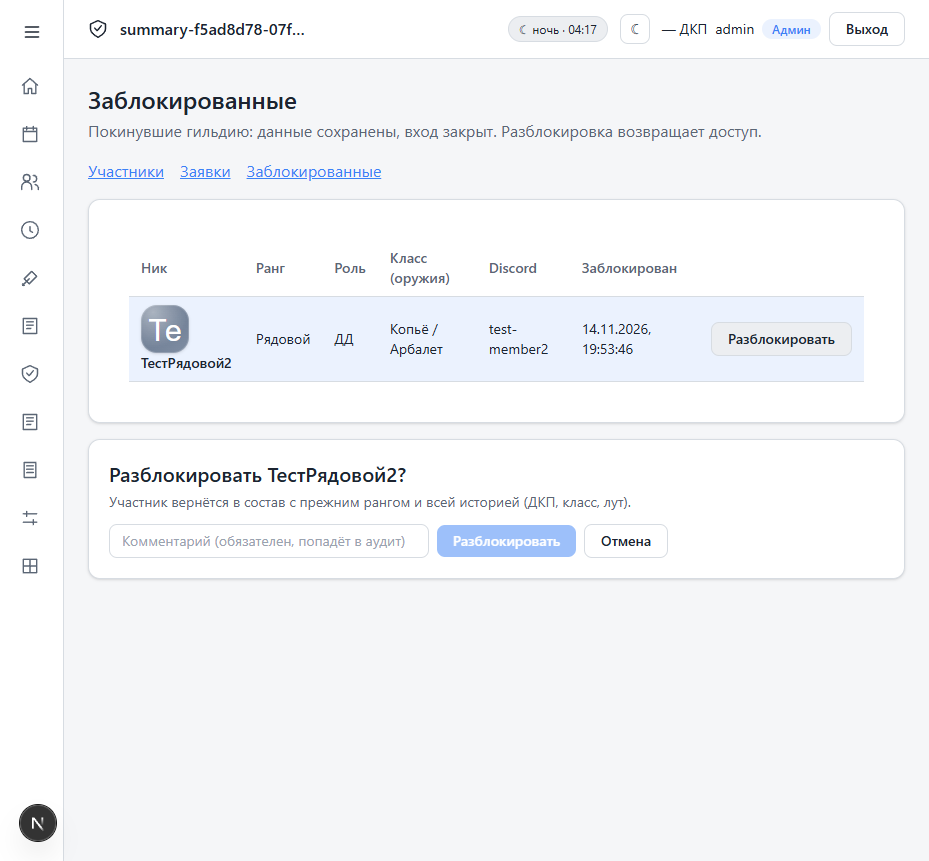 summary-f5ad8d78-07f...
ночь · 04:17
— ДКП admin Админ Выход
Заблокированные
Покинувшие гильдию: данные сохранены, вход закрыт. Разблокировка возвращает доступ.
Участники Заявки Заблокированные
Ник Ранг Роль Класс (оружия) Discord Заблокирован
Те
ТестРядовой2
Рядовой
ДД
Копьё /
Арбалет
test-
member2
14.11.2026,
19:53:46
Разблокировать
Разблокировать ТестРядовой2?
Участник вернётся в состав с прежним рангом и всей историей (ДКП, класс, лут).
Комментарий (обязателен, попадёт в аудит) Разблокировать Отмена
N